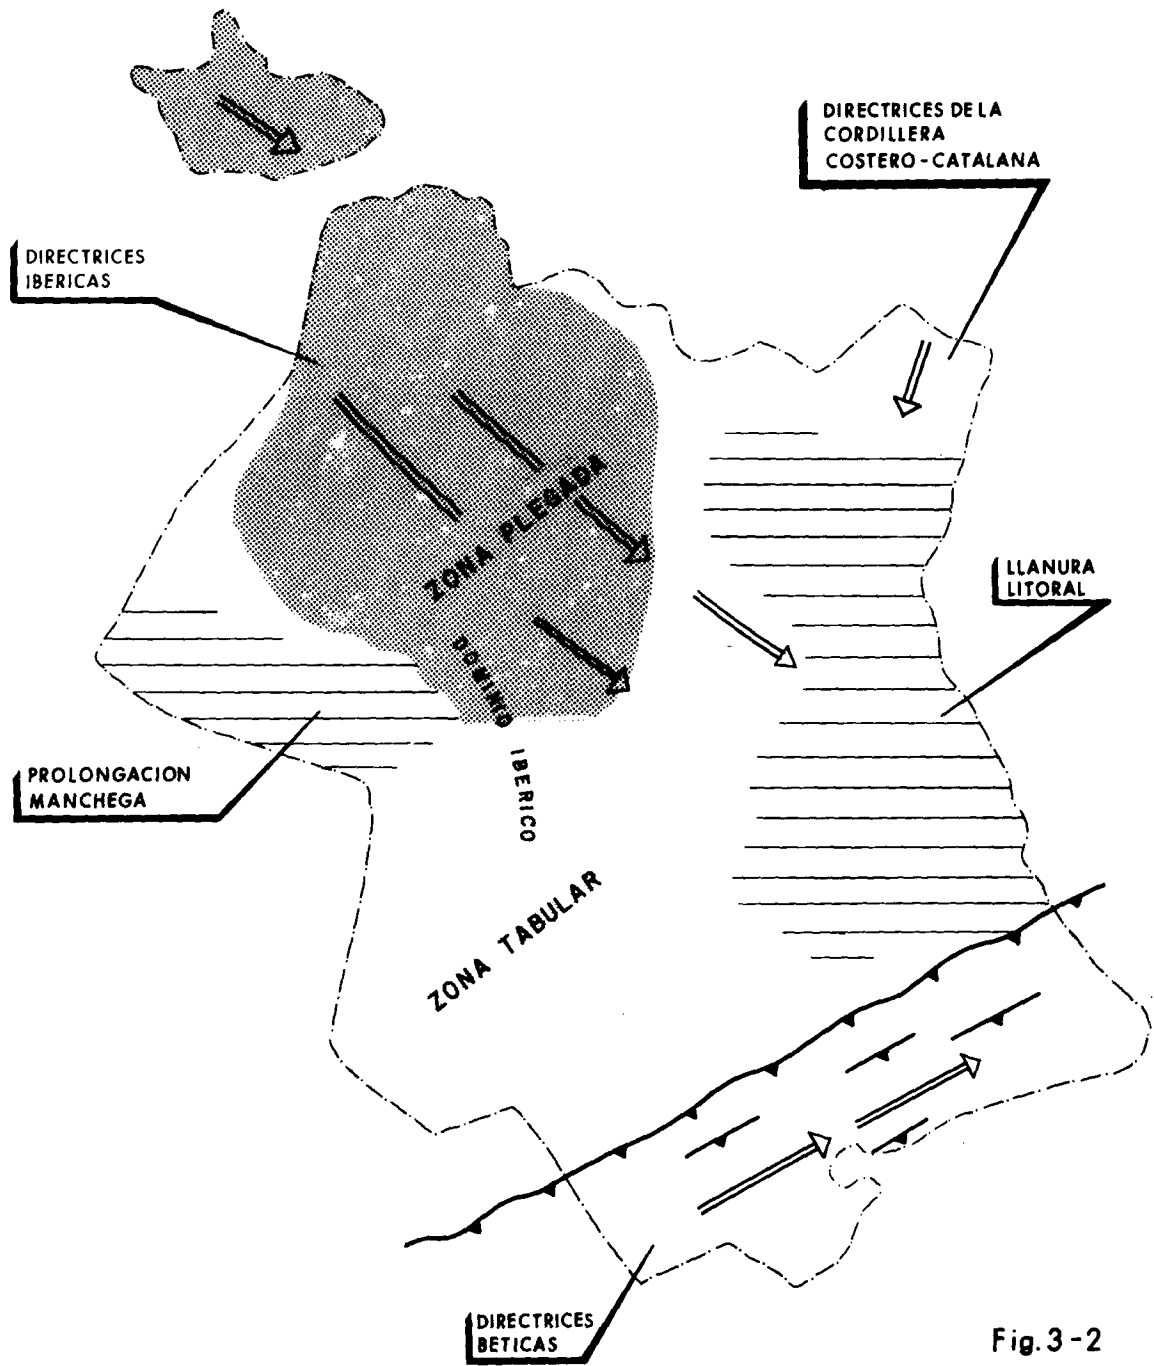 DIRECTRICES DE LA
CORDILLERA
COSTERO-CATALANA
DIRECTRICES
IBERICAS
ZONA PLEGADA
LLANURA
LITORAL
DOMINIO IBERICO
PROLONGACION
MANCHEGA
ZONA TABULAR
DIRECTRICES
BETICAS
Fig. 3-2